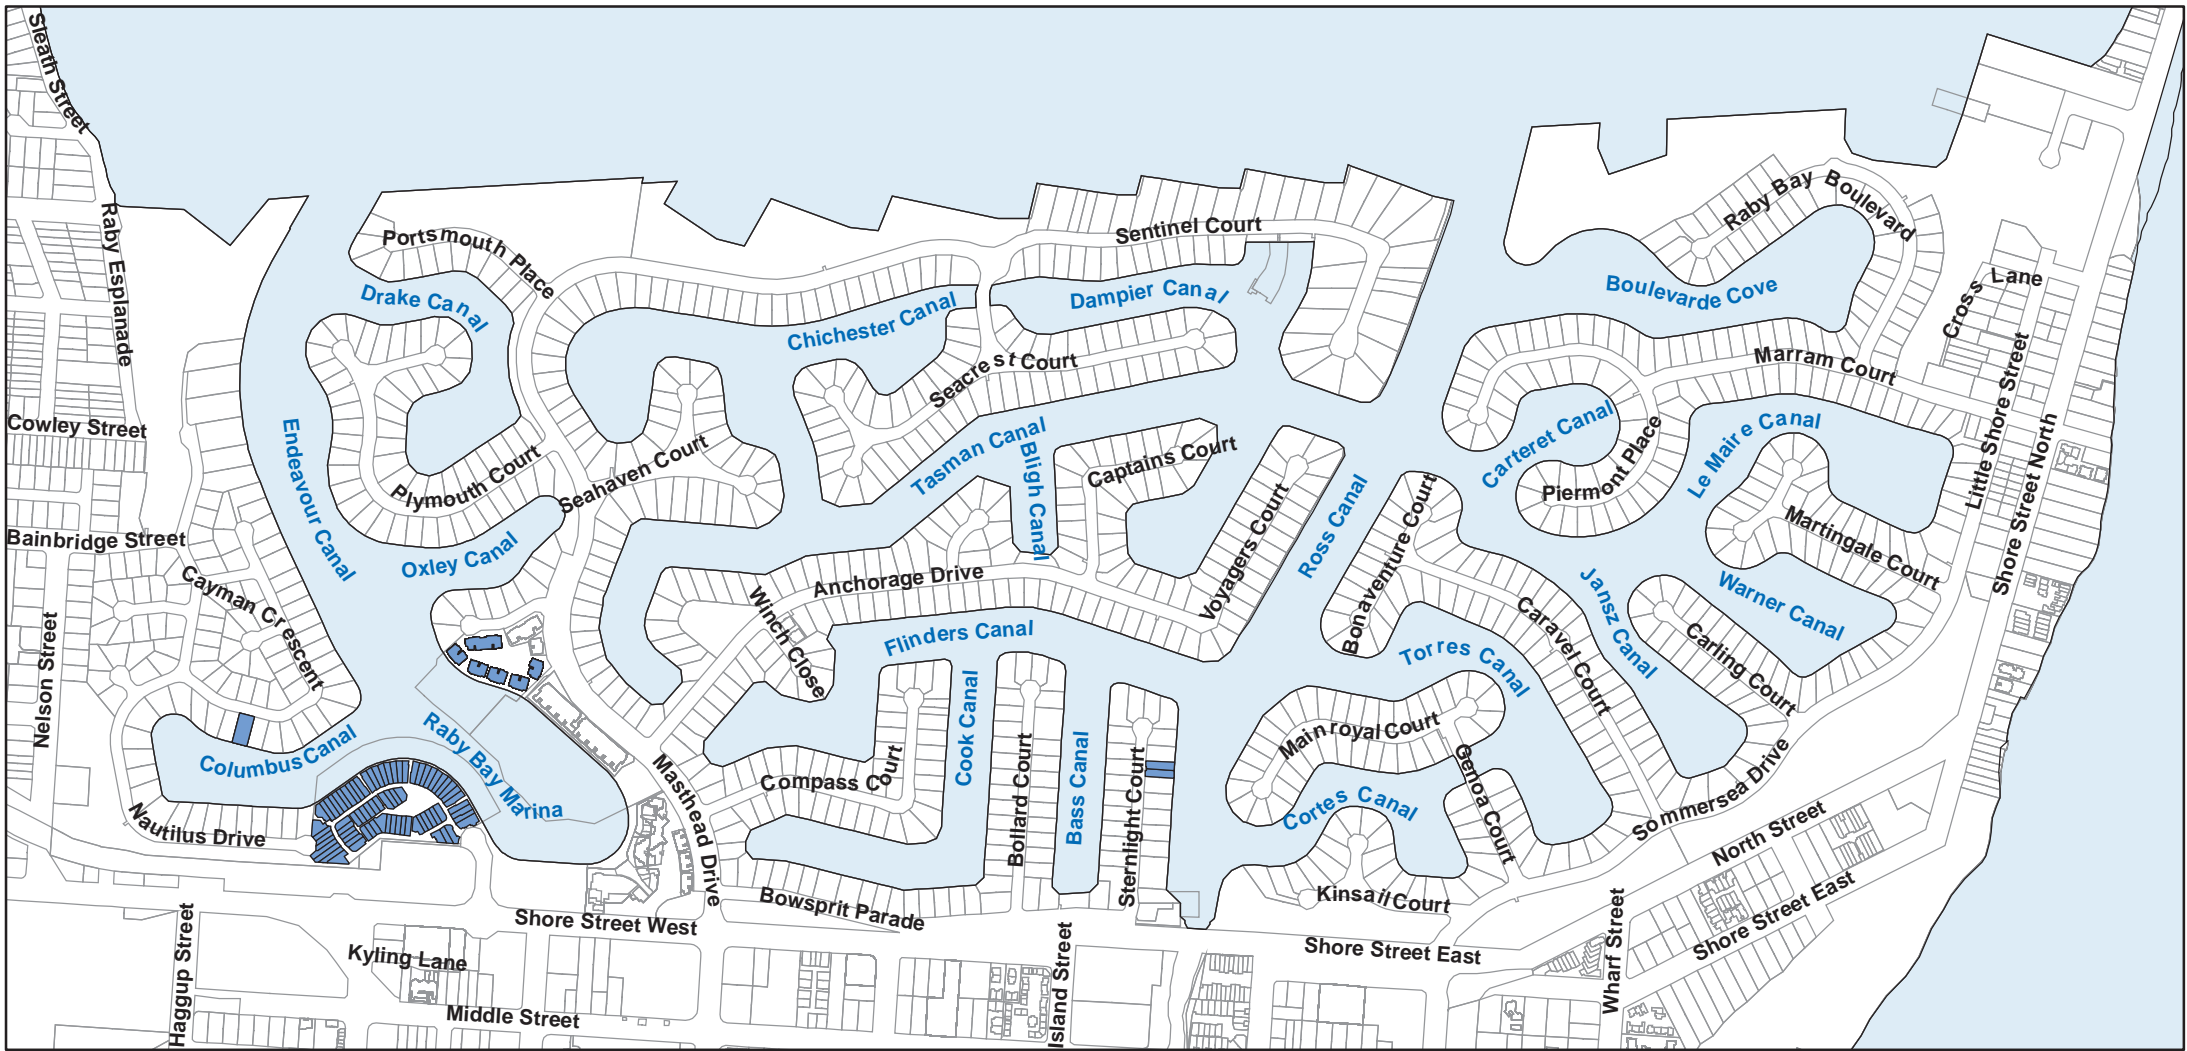 Sleath Street
Raby Esplanade
Portsmouth Place
Drake Canal
Sentinel Court
Chichester Canal
Dampier Canal
Seacrest Court
Raby Bay Boulevard
Boulevarde Cove
Cross Lane
Marram Court
Little Shore Street
Shore Street North
Cowley Street
Endeavour Canal
Plymouth Court
Seahaven Court
Tasman Canal
Bligh Canal
Captains Court
Voyagers Court
Ross Canal
Bonaventure Court
Carteret Canal
Piermont Place
Le Maire Canal
Martingale Court
Bainbridge Street
Oxley Canal
Cayman Crescent
Anchorage Drive
Winch Close
Flinders Canal
Jansz Canal
Warner Canal
Caravel Court
Carling Court
Torres Canal
Nelson Street
Columbus Canal
Raby Bay Marina
Masthead Drive
Compass Court
Cook Canal
Bollard Court
Bass Canal
Sternlight Court
Mainroyal Court
Genoa Court
Cortes Canal
Sommersea Drive
Nautilus Drive
Bowsprit Parade
Kinsail Court
North Street
Shore Street West
Shore Street East
Shore Street East
Wharf Street
Haggup Street
Kyling Lane
Middle Street
Island Street